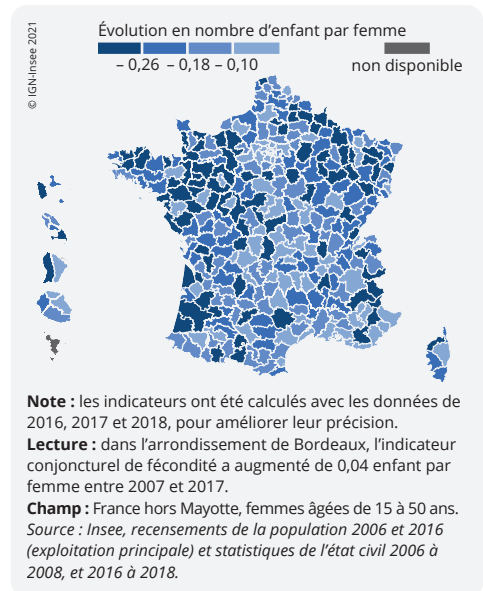 © IGN-Insee 2021
Évolution en nombre d'enfant par femme
– 0,26 – 0,18 – 0,10
non disponible
Note : les indicateurs ont été calculés avec les données de
2016, 2017 et 2018, pour améliorer leur précision.
Lecture : dans l'arrondissement de Bordeaux, l'indicateur
conjoncturel de fécondité a augmenté de 0,04 enfant par
femme entre 2007 et 2017.
Champ : France hors Mayotte, femmes âgées de 15 à 50 ans.
Source : Insee, recensements de la population 2006 et 2016
(exploitation principale) et statistiques de l'état civil 2006 à
2008, et 2016 à 2018.